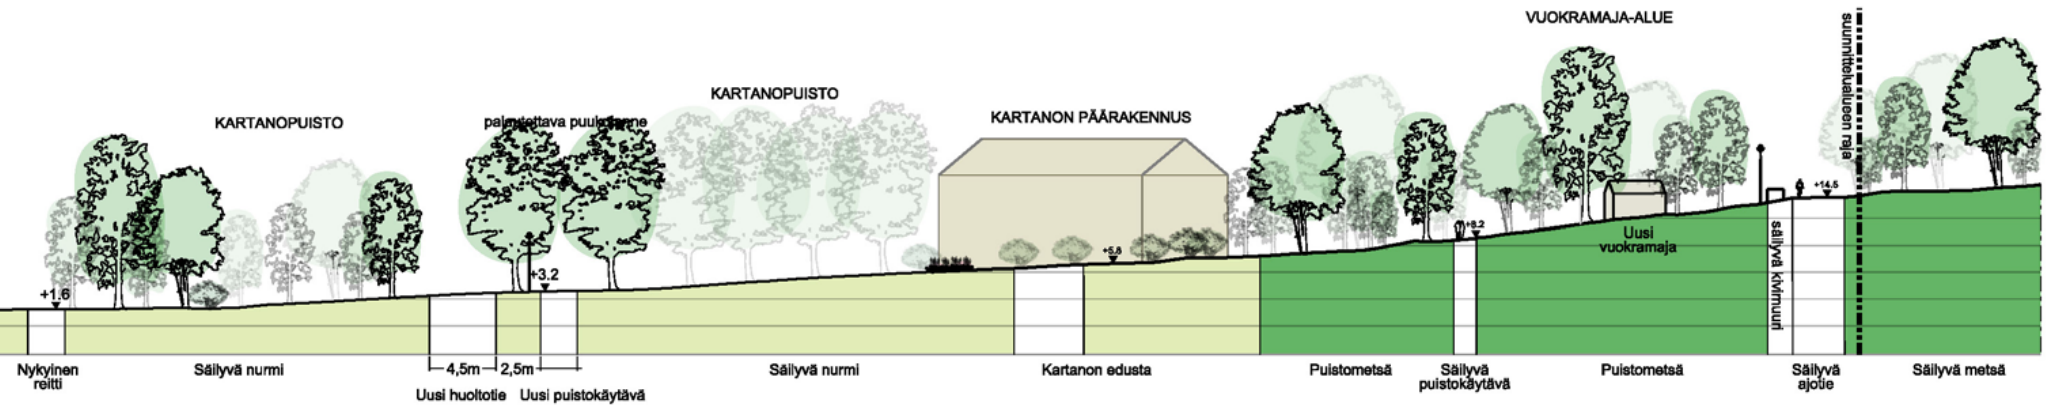 VUOKRAMAJA-ALUE
suunnittelualueen raja
KARTANOPUISTO
KARTANOPUISTO
palautettava puukujanne
KARTANON PÄÄRAKENNUS
+1.6
+3.2
+5.8
+8.2
+14.5
Uusi
vuokramaja
säilyvä kivimuuri
Nykyinen
reitti
Säilyvä nurmi
4,5m
2,5m
Uusi huoltotie
Uusi puistokäytävä
Säilyvä nurmi
Kartanon edusta
Puistometsä
Säilyvä
puistokäytävä
Puistometsä
Säilyvä
ajotie
Säilyvä metsä